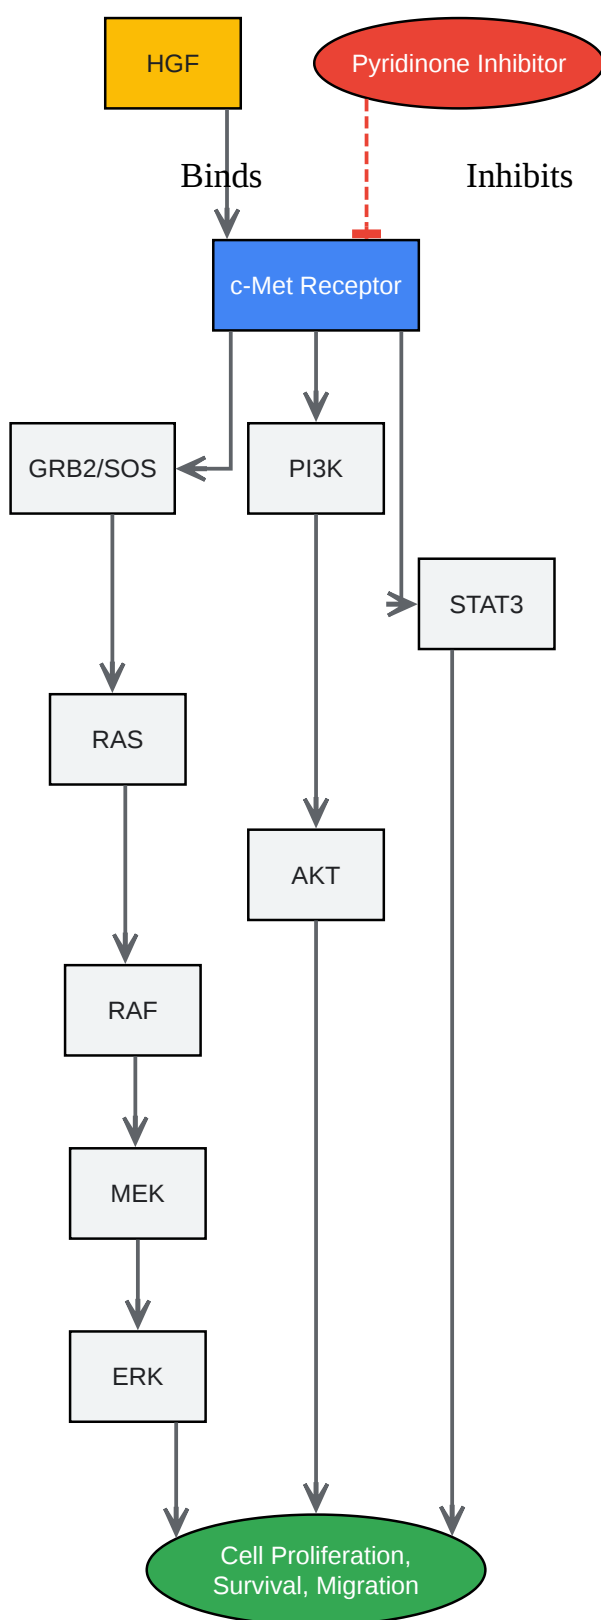 HGF
Pyridinone Inhibitor
Binds
Inhibits
c-Met Receptor
GRB2/SOS
PI3K
STAT3
RAS
AKT
RAF
MEK
ERK
Cell Proliferation,
Survival, Migration